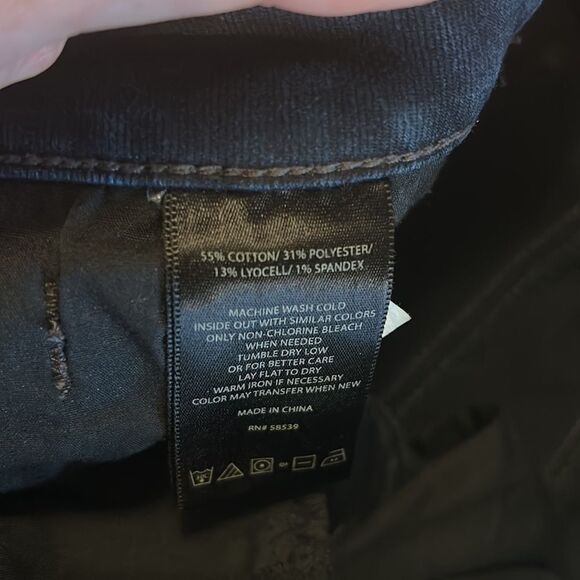 55% COTTON/ 31% POLYESTER/
13% LYOCELL/ 1% SPANDEX
MACHINE WASH COLD
INSIDE OUT WITH SIMILAR COLORS
ONLY NON-CHLORINE BLEACH
WHEN NEEDED
TUMBLE DRY LOW
OR FOR BETTER CARE
LAY FLAT TO DRY
WARM IRON IF NECESSARY
COLOR MAY TRANSFER WHEN NEW
MADE IN CHINA
RN# 58539
or